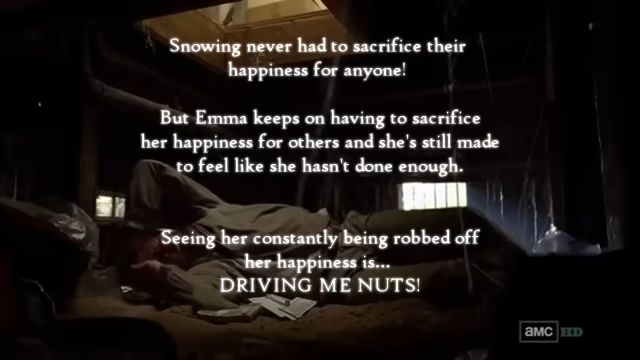 Snowing never had to sacrifice their
happiness for anyone!
But Emma keeps on having to sacrifice
her happiness for others and she's still made
to feel like she hasn't done enough.
Seeing her constantly being robbed off
her happiness is...
DRIVING ME NUTS!
amc HD